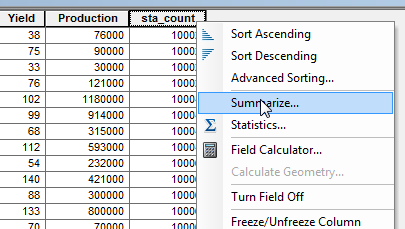 Yield Production sta_count
38 76000 Sort Ascending
75 90000 Sort Descending
33 30000 Advanced Sorting...
76 121000
102 1180000 Summarize...
99 914000 Statistics...
68 315000
112 593000 Field Calculator...
54 232000 Calculate Geometry...
140 421000
88 300000 Turn Field Off
133 800000
70 70000 Freeze/Unfreeze Column